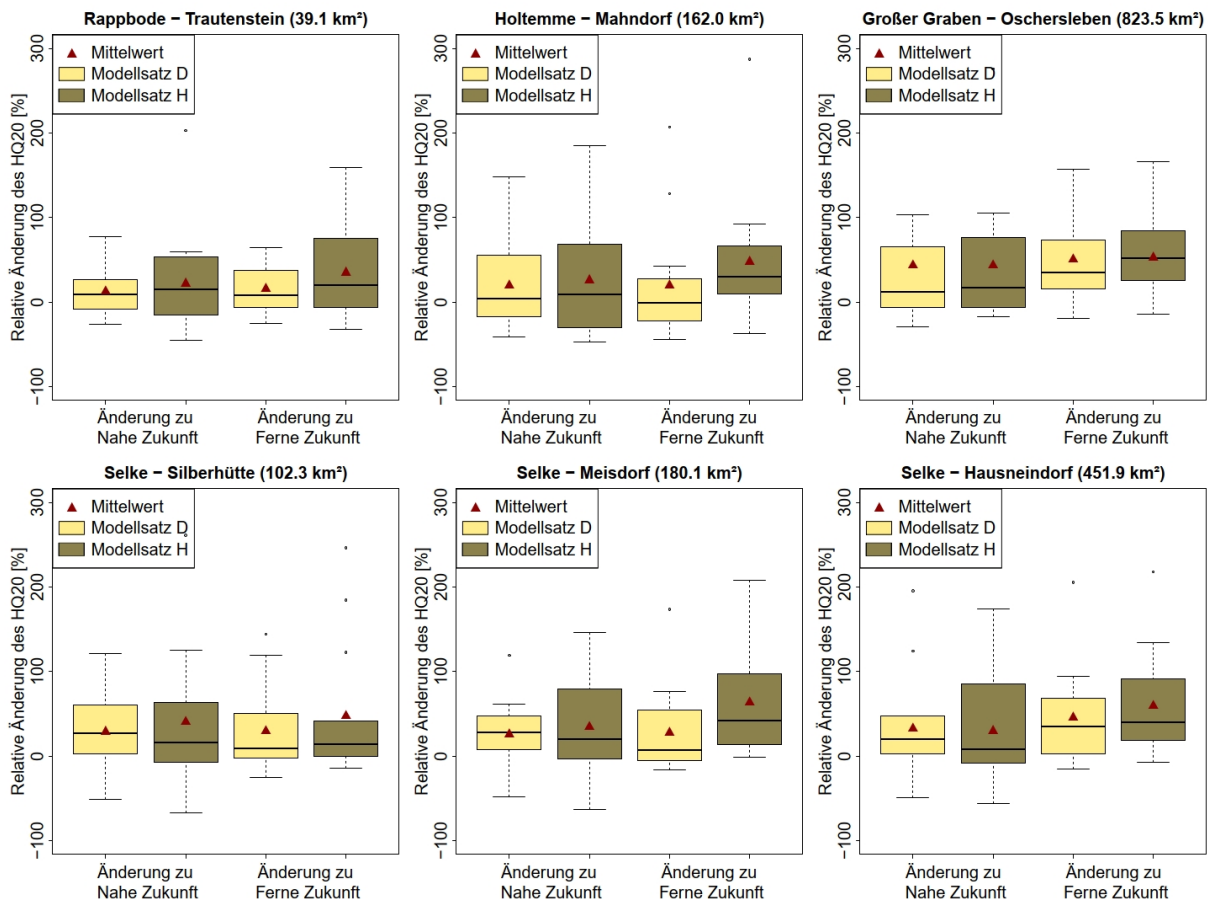 Rappbode − Trautenstein (39.1 km²)
Relative Änderung des HQ20 [%]
300
200
100
0
−100
Mittelwert
Modellsatz D
Modellsatz H
Änderung zu
Nahe Zukunft
Änderung zu
Ferne Zukunft
Holtemme − Mahndorf (162.0 km²)
Relative Änderung des HQ20 [%]
300
200
100
0
−100
Mittelwert
Modellsatz D
Modellsatz H
Änderung zu
Nahe Zukunft
Änderung zu
Ferne Zukunft
Großer Graben − Oschersleben (823.5 km²)
Relative Änderung des HQ20 [%]
300
200
100
0
−100
Mittelwert
Modellsatz D
Modellsatz H
Änderung zu
Nahe Zukunft
Änderung zu
Ferne Zukunft
Selke − Silberhütte (102.3 km²)
Relative Änderung des HQ20 [%]
300
200
100
0
−100
Mittelwert
Modellsatz D
Modellsatz H
Änderung zu
Nahe Zukunft
Änderung zu
Ferne Zukunft
Selke − Meisdorf (180.1 km²)
Relative Änderung des HQ20 [%]
300
200
100
0
−100
Mittelwert
Modellsatz D
Modellsatz H
Änderung zu
Nahe Zukunft
Änderung zu
Ferne Zukunft
Selke − Hausneindorf (451.9 km²)
Relative Änderung des HQ20 [%]
300
200
100
0
−100
Mittelwert
Modellsatz D
Modellsatz H
Änderung zu
Nahe Zukunft
Änderung zu
Ferne Zukunft